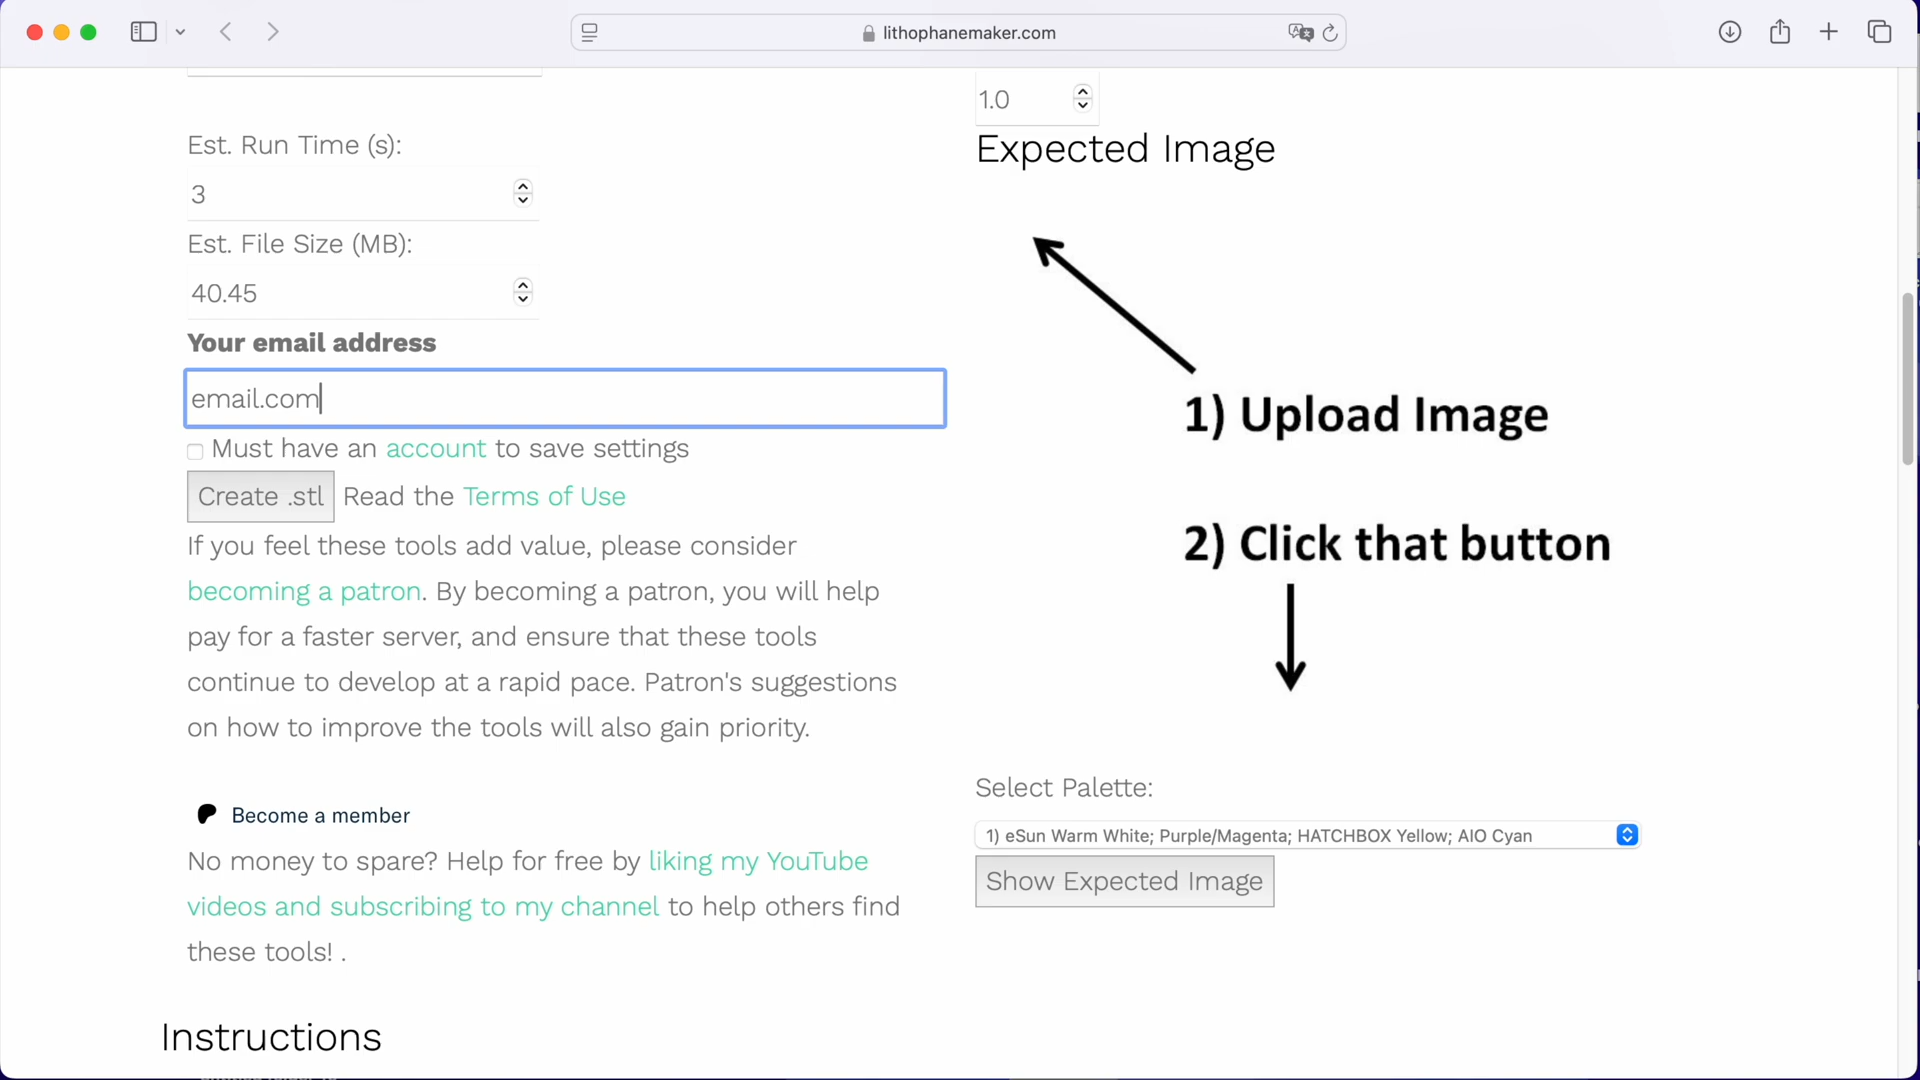 lithophanemaker.com
1.0
Expected Image
Est. Run Time (s):
3
Est. File Size (MB):
40.45
Your email address
email.com
Must have an account to save settings
Create .stl Read the Terms of Use
If you feel these tools add value, please consider
becoming a patron. By becoming a patron, you will help
pay for a faster server, and ensure that these tools
continue to develop at a rapid pace. Patron's suggestions
on how to improve the tools will also gain priority.
Become a member
No money to spare? Help for free by liking my YouTube
videos and subscribing to my channel to help others find
these tools! .
1) Upload Image
2) Click that button
Select Palette:
1) eSun Warm White; Purple/Magenta; HATCHBOX Yellow; AIO Cyan
Show Expected Image
Instructions